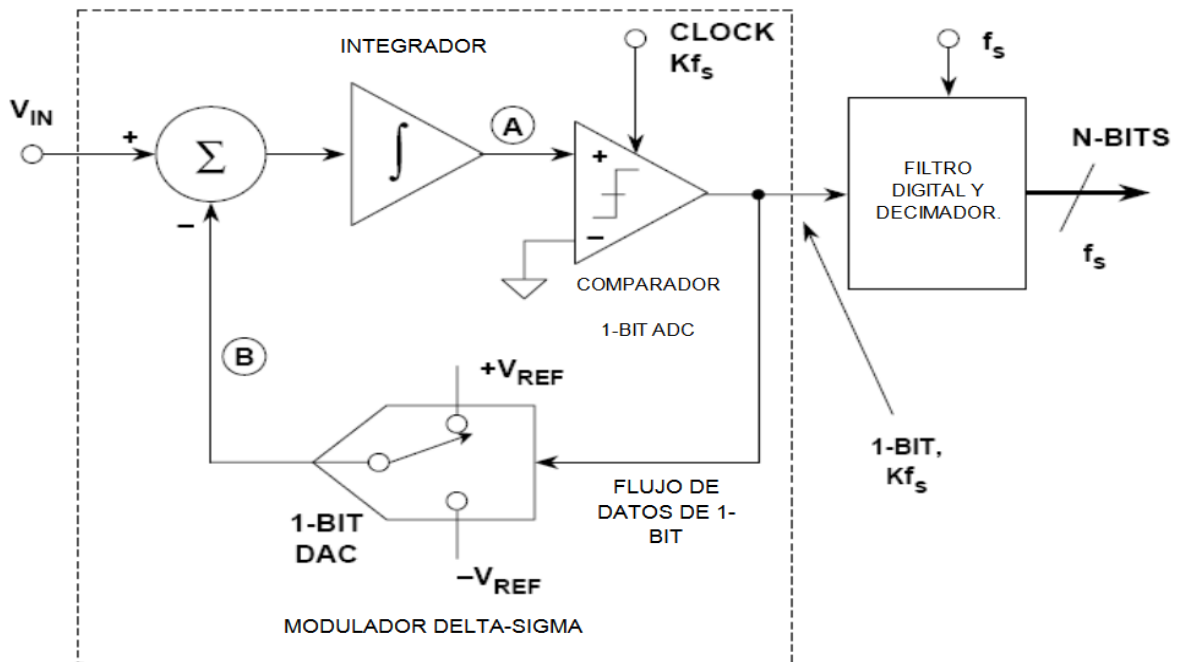 INTEGRADOR
CLOCK
Kfs
fs
VIN
+
−
Σ
∫
A
+
−
COMPARADOR
1-BIT ADC
FILTRO
DIGITAL Y
DECIMADOR.
N-BITS
fs
B
+VREF
−VREF
1-BIT
DAC
FLUJO DE
DATOS DE 1-
BIT
1-BIT,
Kfs
MODULADOR DELTA-SIGMA